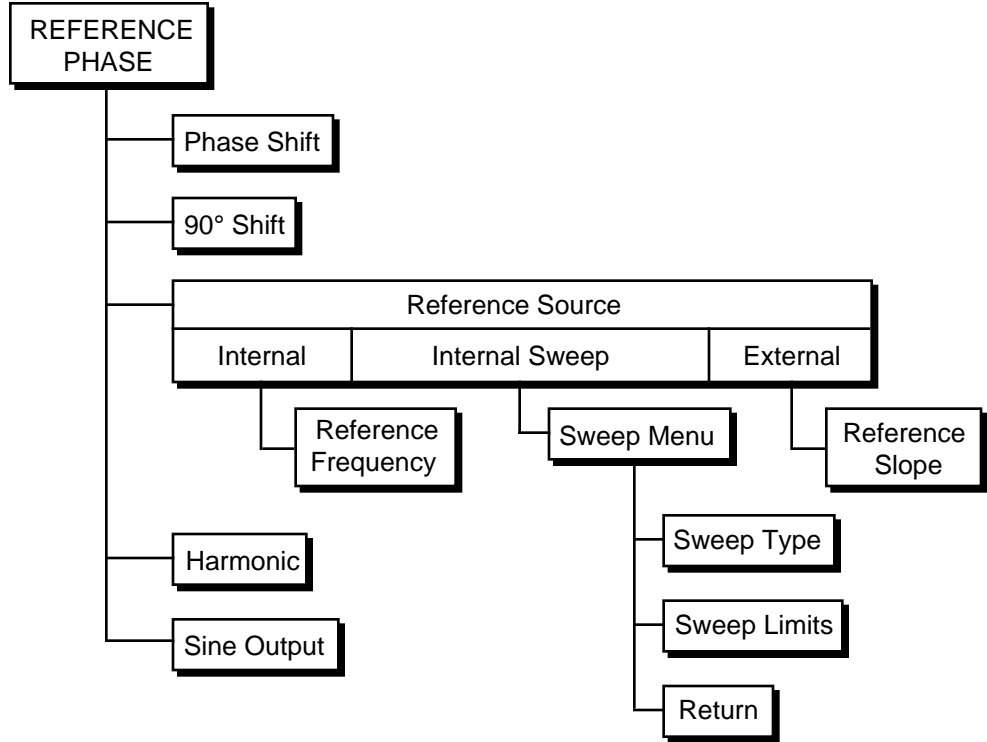 REFERENCE
PHASE
Phase Shift
90° Shift
Reference Source
Internal
Internal Sweep
External
Reference
Frequency
Sweep Menu
Reference
Slope
Sweep Type
Sweep Limits
Return
Harmonic
Sine Output